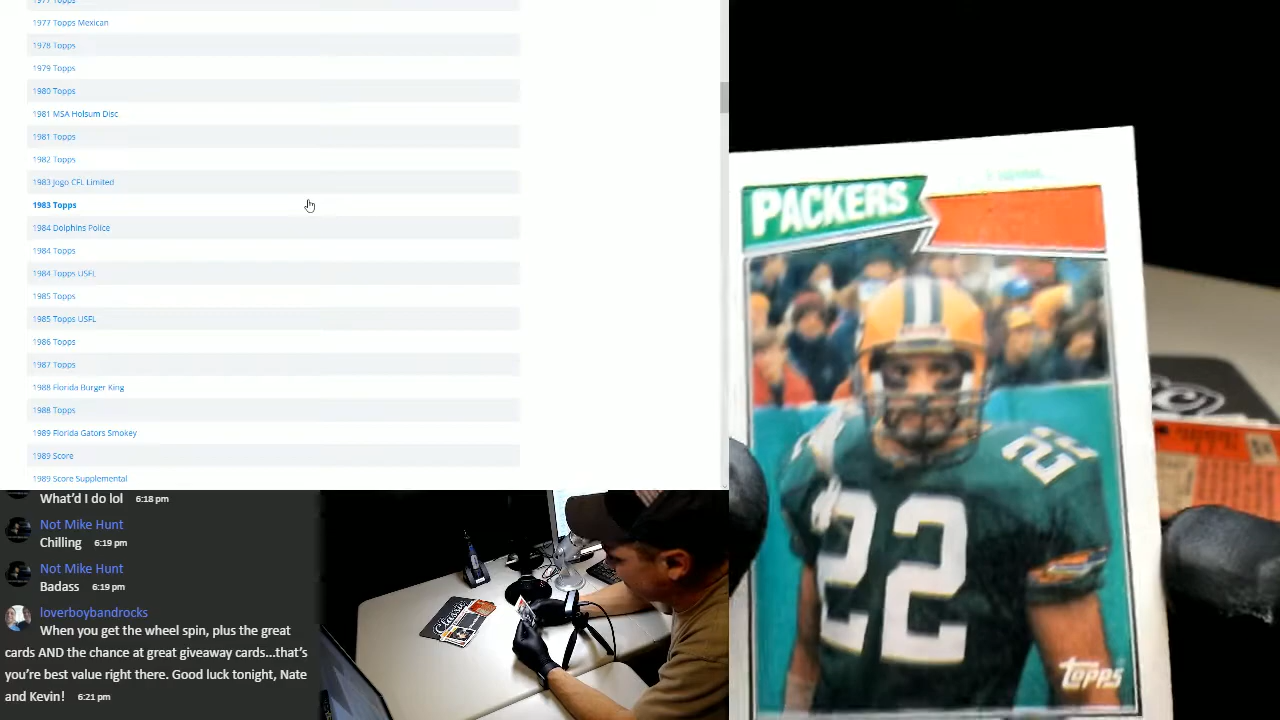 1977 Topps Mexican
1978 Topps
1979 Topps
1980 Topps
1981 MSA Holsum Disc
1981 Topps
1982 Topps
1983 Jogo CFL Limited
1983 Topps
1984 Dolphins Police
1984 Topps
1984 Topps USFL
1985 Topps
1985 Topps USFL
1986 Topps
1987 Topps
1988 Florida Burger King
1988 Topps
1989 Florida Gators Smokey
1989 Score
1989 Score Supplemental
What'd I do lol 6:18 pm
Not Mike Hunt
Chilling 6:19 pm
Not Mike Hunt
Badass 6:19 pm
loverboybandrocks
When you get the wheel spin, plus the great
cards AND the chance at great giveaway cards...that's
you're best value right there. Good luck tonight, Nate
and Kevin! 6:21 pm
Classic
PACKERS
22
22
topps